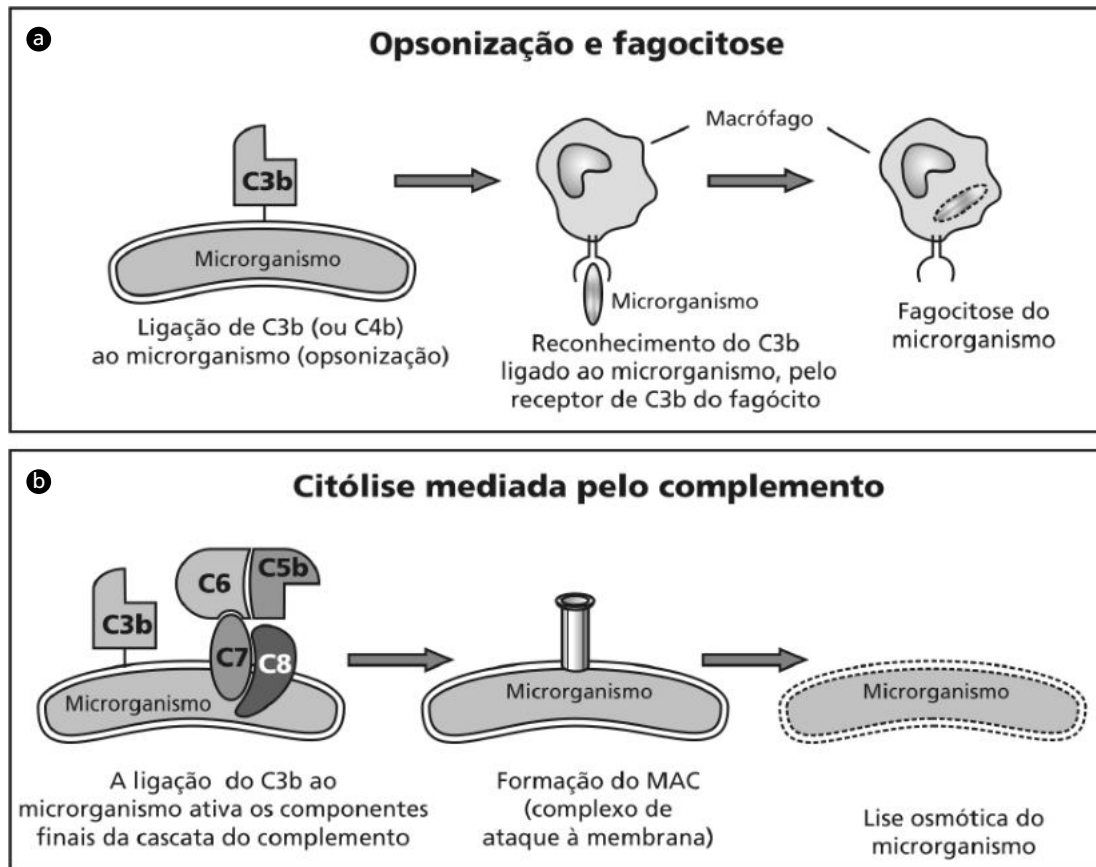 a
Opsonização e fagocitose
Macrófago
C3b
Microrganismo
Microrganismo
Ligação de C3b (ou C4b)
ao microrganismo (opsonização)
Reconhecimento do C3b
ligado ao microrganismo, pelo
receptor de C3b do fagócito
Fagocitose do
microrganismo
b
Citólise mediada pelo complemento
C6
C5b
C3b
C7
C8
Microrganismo
Microrganismo
Microrganismo
A ligação do C3b ao
microrganismo ativa os componentes
finais da cascata do complemento
Formação do MAC
(complexo de
ataque à membrana)
Lise osmótica do
microrganismo